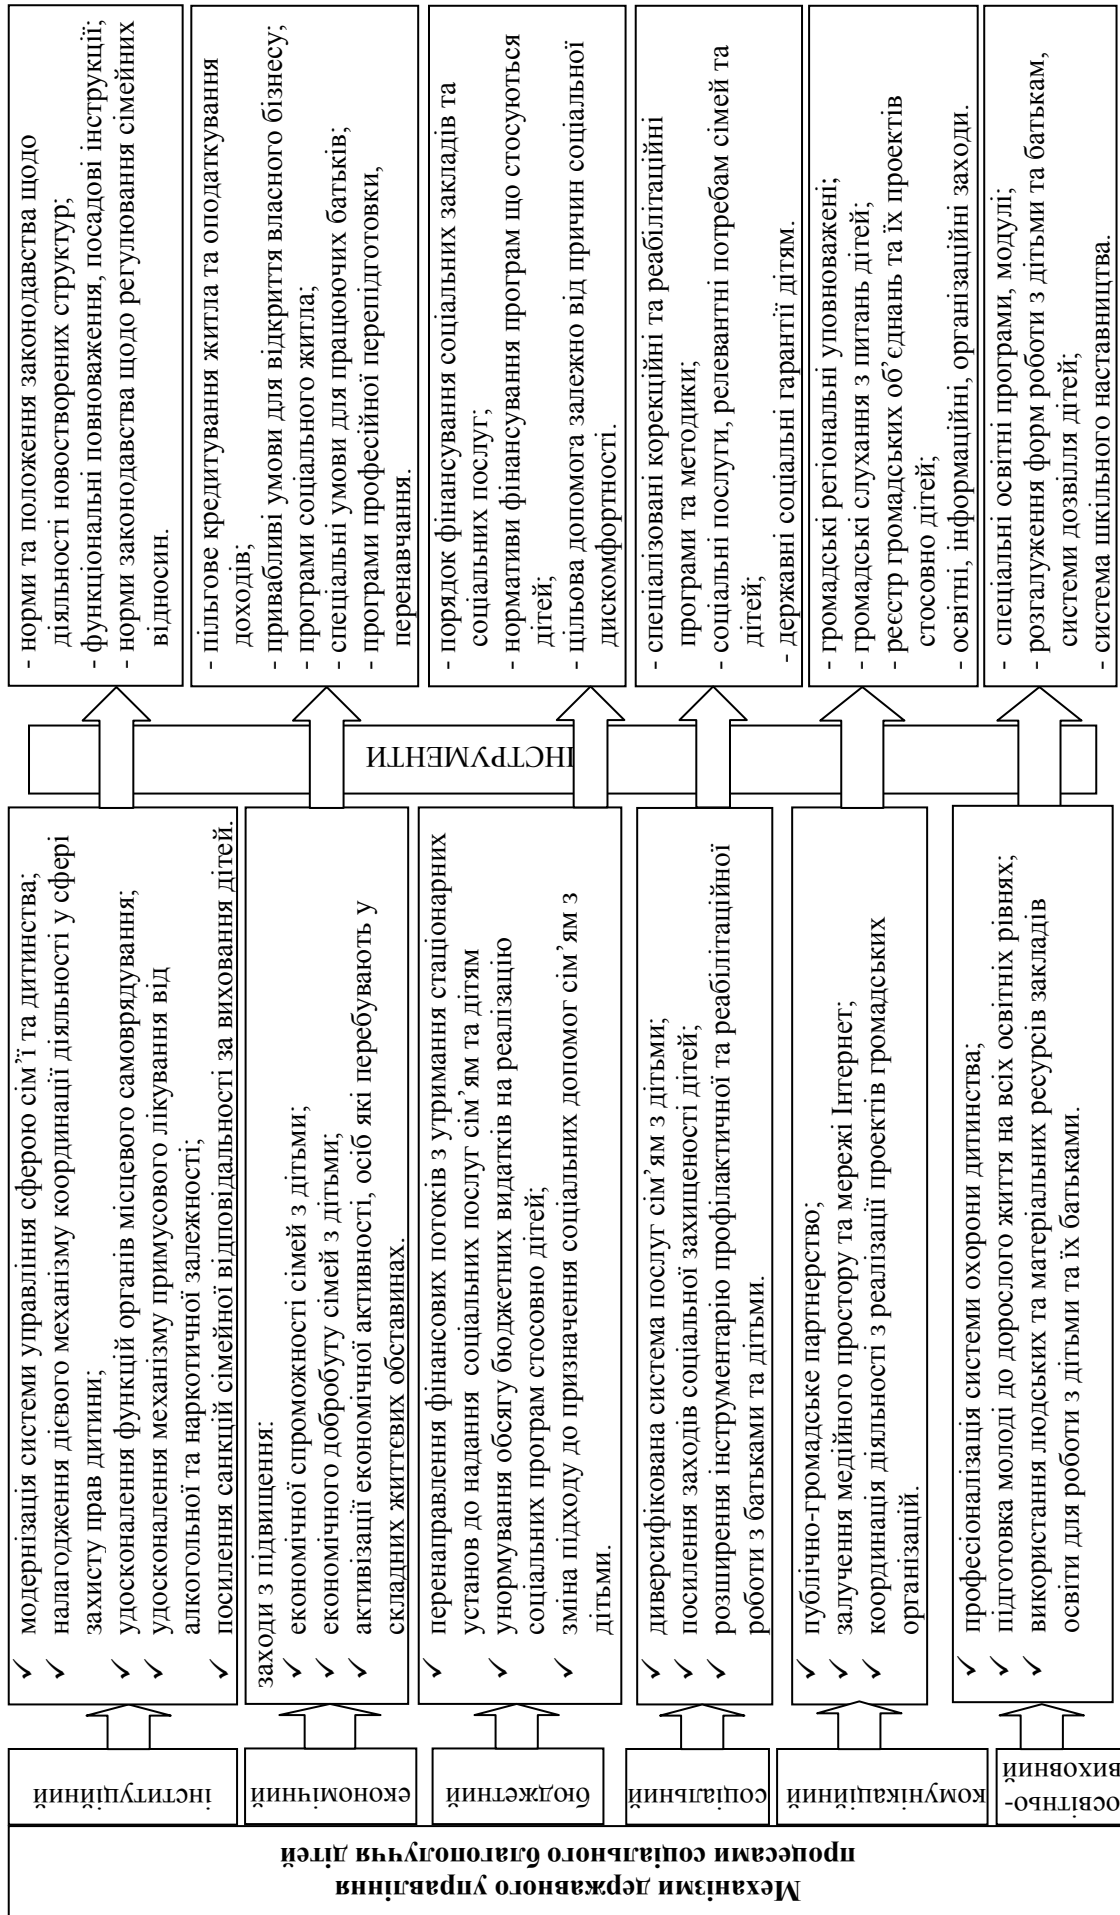 Механізми державного управління
процесами соціального благополуччя дітей
інституційний
модернізація системи управління сферою сім’ї та дитинства;
налагодження дієвого механізму координації діяльності у сфері
захисту прав дитини;
удосконалення функцій органів місцевого самоврядування;
удосконалення механізму примусового лікування від
алкогольної та наркотичної залежності;
посилення санкцій сімейної відповідальності за виховання дітей.
- норми та положення законодавства щодо
діяльності новостворених структур;
- функціональні повноваження, посадові інструкції;
- норми законодавства щодо регулювання сімейних
відносин.
економічний
заходи з підвищення:
економічної спроможності сімей з дітьми;
економічного добробуту сімей з дітьми;
активізації економічної активності, осіб які перебувають у
складних життєвих обставинах.
- пільгове кредитування житла та оподаткування
доходів;
- привабливі умови для відкриття власного бізнесу;
- програми соціального житла;
- спеціальні умови для працюючих батьків;
- програми професійної перепідготовки,
перенавчання.
бюджетний
перенаправлення фінансових потоків з утримання стаціонарних
установ до надання соціальних послуг сім’ям та дітям
унормування обсягу бюджетних видатків на реалізацію
соціальних програм стосовно дітей;
зміна підходу до призначення соціальних допомог сім’ям з
дітьми.
- порядок фінансування соціальних закладів та
соціальних послуг;
- нормативи фінансування програм що стосуються
дітей;
- цільова допомога залежно від причин соціальної
дискомфортності.
соціальний
диверсифікована система послуг сім’ям з дітьми;
посилення заходів соціальної захищеності дітей;
розширення інструментарію профілактичної та реабілітаційної
роботи з батьками та дітьми.
- спеціалізовані корекційні та реабілітаційні
програми та методики;
- соціальні послуги, релевантні потребам сімей та
дітей;
- державні соціальні гарантії дітям.
комунікаційний
публічно-громадське партнерство;
залучення медійного простору та мережі Інтернет;
координація діяльності з реалізації проектів громадських
організацій.
- громадські регіональні уповноважені;
- громадські слухання з питань дітей;
- реєстр громадських об’єднань та їх проектів
стосовно дітей;
- освітні, інформаційні, організаційні заходи.
освітньо-
виховний
професіоналізація системи охорони дитинства;
підготовка молоді до дорослого життя на всіх освітніх рівнях;
використання людських та матеріальних ресурсів закладів
освіти для роботи з дітьми та їх батьками.
- спеціальні освітні програми, модулі;
- розгалуження форм роботи з дітьми та батькам,
системи дозвілля дітей;
- система шкільного наставництва.
ІНСТРУМЕНТИ